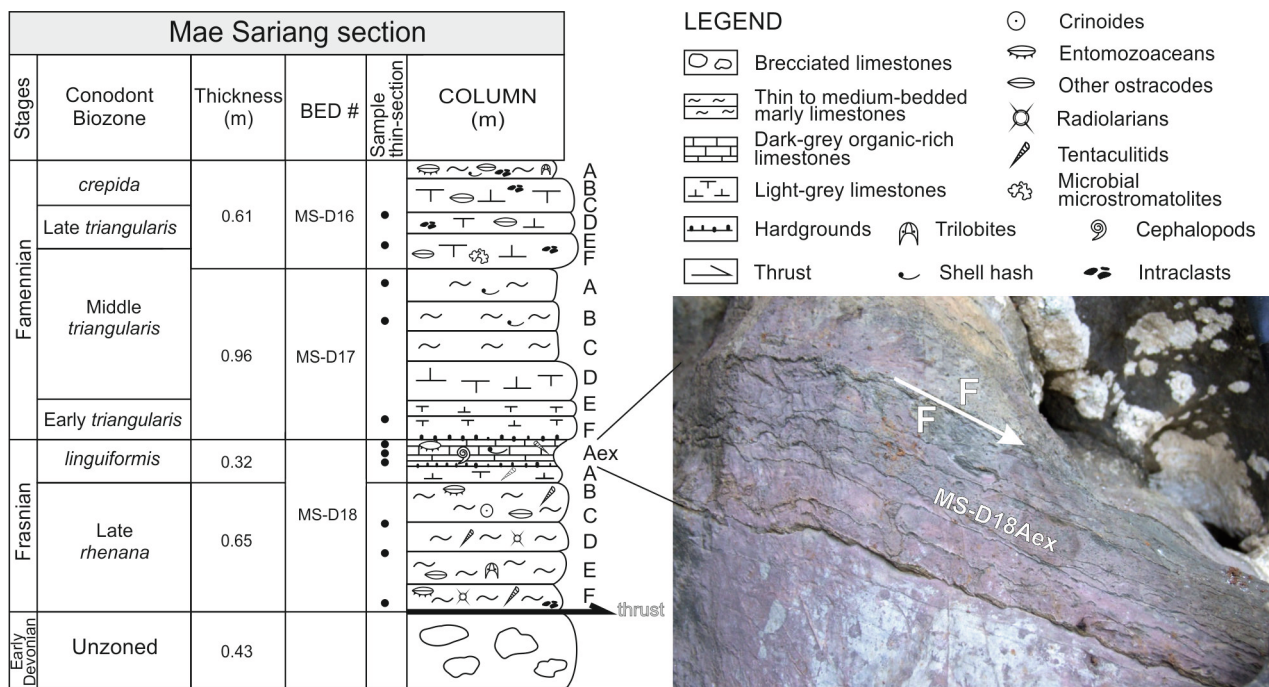 Mae Sariang section
Stages
Conodont
Biozone
Thickness
(m)
BED #
Sample
thin-section
COLUMN
(m)
Famennian
crepida
Late triangularis
Middle
triangularis
Early triangularis
Frasnian
linguiformis
Late
rhenana
Early
Devonian
Unzoned
0.61
0.96
0.32
0.65
0.43
MS-D16
MS-D17
MS-D18
A
B
C
D
E
F
A
B
C
D
E
F
Aex
A
B
C
D
E
F
thrust
LEGEND
Brecciated limestones
Thin to medium-bedded
marly limestones
Dark-grey organic-rich
limestones
Light-grey limestones
Hardgrounds
Thrust
Trilobites
Shell hash
Crinoides
Entomozoaceans
Other ostracodes
Radiolarians
Tentaculitids
Microbial
microstromatolites
Cephalopods
Intraclasts
F
F
MS-D18Aex